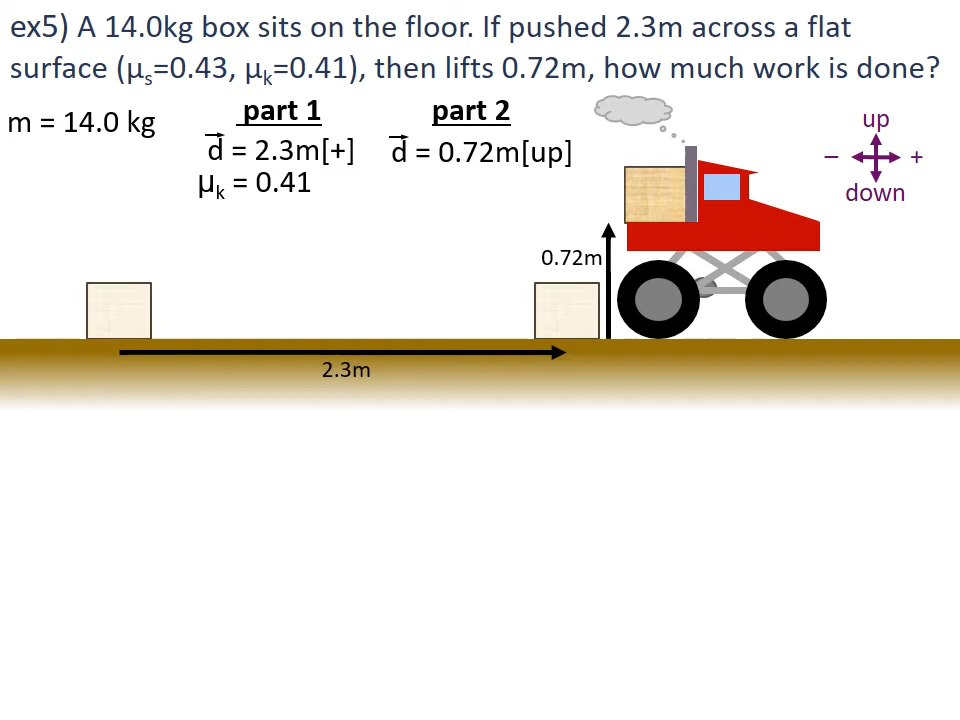 ex5) A 14.0kg box sits on the floor. If pushed 2.3m across a flat
surface (μₛ=0.43, μₖ=0.41), then lifts 0.72m, how much work is done?
m = 14.0 kg
part 1
d⃗ = 2.3m[+]
μₖ = 0.41
part 2
d⃗ = 0.72m[up]
up
– +
down
0.72m
2.3m